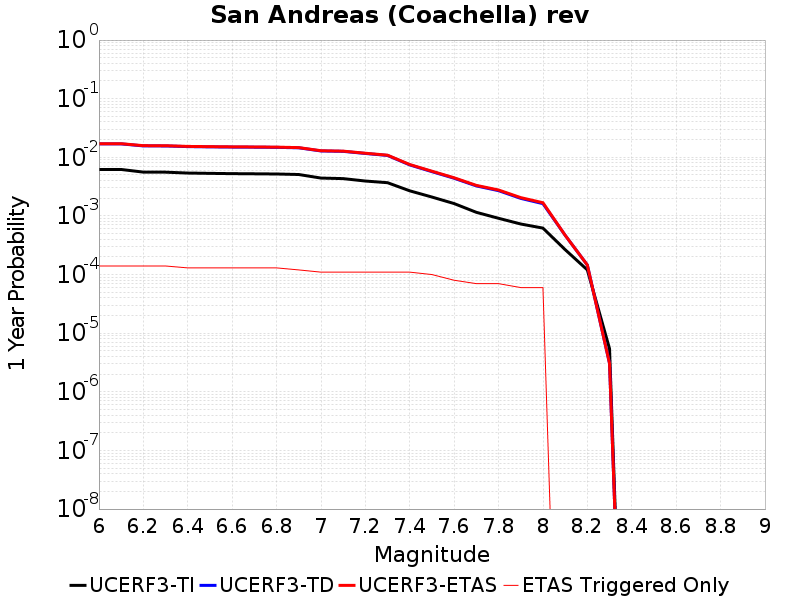 San Andreas (Coachella) rev
10^0
10^-1
10^-2
10^-3
10^-4
10^-5
10^-6
10^-7
10^-8
1 Year Probability
6 6.2 6.4 6.6 6.8 7 7.2 7.4 7.6 7.8 8 8.2 8.4 8.6 8.8 9
Magnitude
UCERF3-TI UCERF3-TD UCERF3-ETAS ETAS Triggered Only